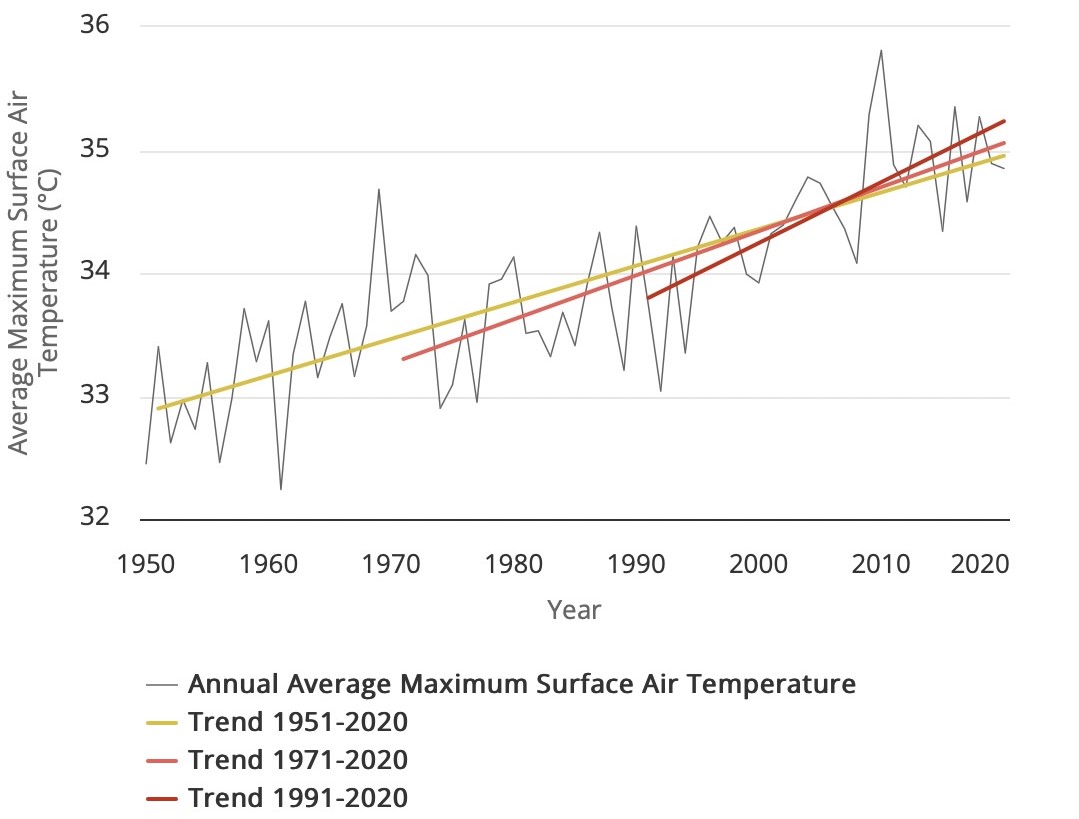 36
35
34
33
32
Average Maximum Surface Air
Temperature (°C)
1950 1960 1970 1980 1990 2000 2010 2020
Year
Annual Average Maximum Surface Air Temperature
Trend 1951-2020
Trend 1971-2020
Trend 1991-2020